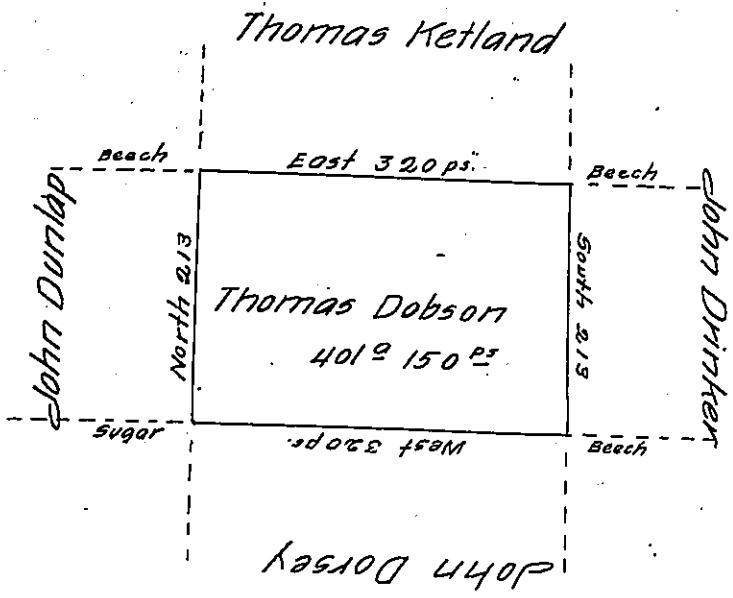 Thomas Ketland
Beech
East 320 ps.
Beech
John Dunlap
North 213
Thomas Dobson
401 a 150 ps
South 213
John Drinker
Sugar
West 320 ps.
Beech
John Dorsey